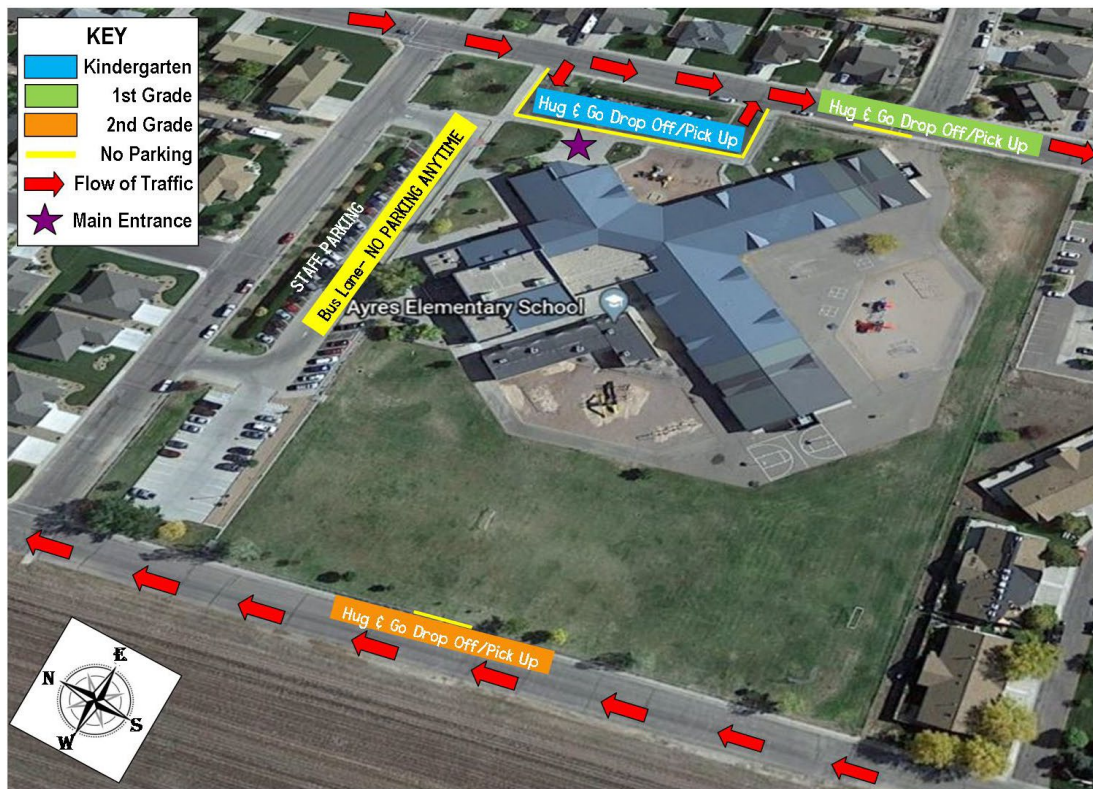 KEY
Kindergarten
1st Grade
2nd Grade
No Parking
Flow of Traffic
Main Entrance
Hug & Go Drop Off/Pick Up
Hug & Go Drop Off/Pick Up
STAFF PARKING
Bus Lane- NO PARKING ANYTIME
Ayres Elementary School
Hug & Go Drop Off/Pick Up
E
N
S
W